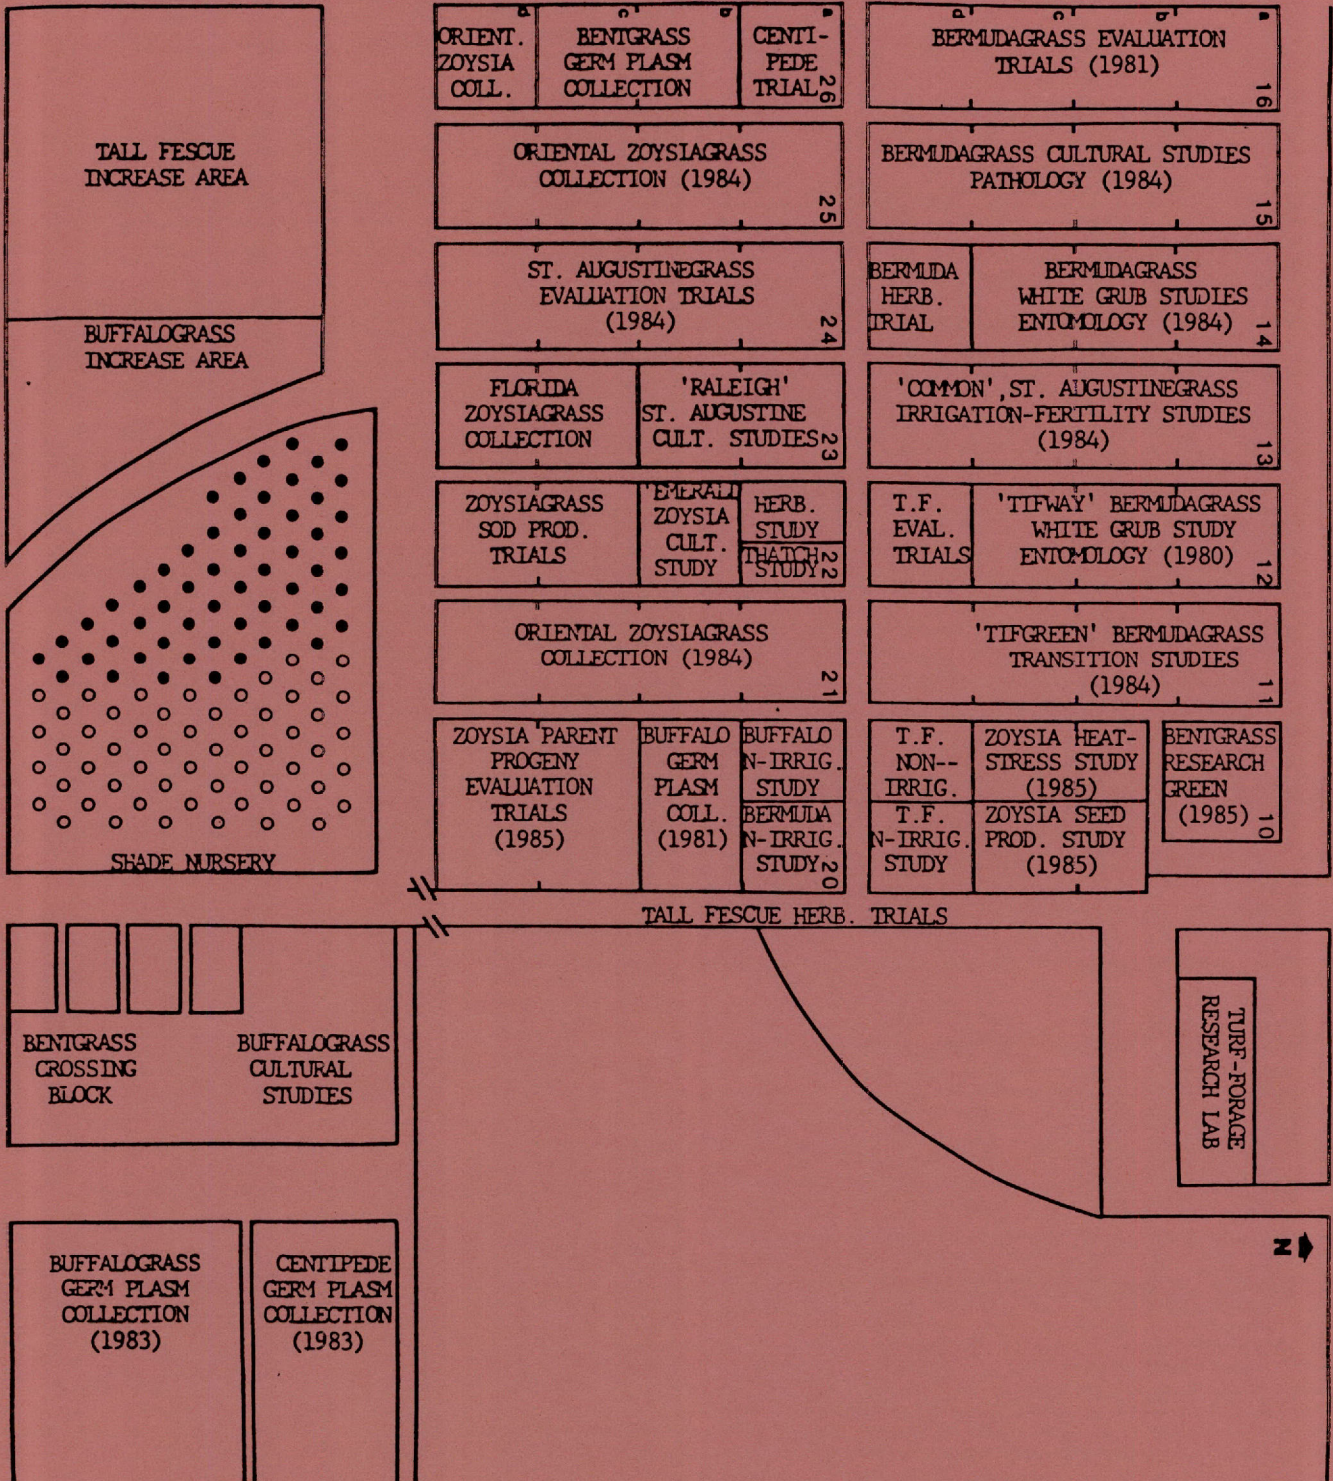 TALL FESCUE
INCREASE AREA
BUFFALOGRASS
INCREASE AREA
SHADE NURSERY
d
c
b
a
ORIENT.
ZOYSIA
COLL.
BENTGRASS
GERM PLASM
COLLECTION
CENTI-
PEDE
TRIAL
26
ORIENTAL ZOYSIAGRASS
COLLECTION (1984)
25
ST. AUGUSTINEGRASS
EVALUATION TRIALS
(1984)
24
FLORIDA
ZOYSIAGRASS
COLLECTION
'RALEIGH'
ST. AUGUSTINE
CULT. STUDIES
23
ZOYSIAGRASS
SOD PROD.
TRIALS
'EMERALD
ZOYSIA
CULT.
STUDY
HERB.
STUDY
THATCH
STUDY
22
ORIENTAL ZOYSIAGRASS
COLLECTION (1984)
21
ZOYSIA PARENT
PROGENY
EVALUATION
TRIALS
(1985)
BUFFALO
GERM
PLASM
COLL.
(1981)
BUFFALO
N-IRRIG.
STUDY
BERMUDA
N-IRRIG.
STUDY
20
d
c
b
a
BERMUDAGRASS EVALUATION
TRIALS (1981)
16
BERMUDAGRASS CULTURAL STUDIES
PATHOLOGY (1984)
15
BERMUDA
HERB.
TRIAL
BERMUDAGRASS
WHITE GRUB STUDIES
ENTOMOLOGY (1984)
14
'COMMON', ST. AUGUSTINEGRASS
IRRIGATION-FERTILITY STUDIES
(1984)
13
T.F.
EVAL.
TRIALS
'TIFWAY' BERMUDAGRASS
WHITE GRUB STUDY
ENTOMOLOGY (1980)
12
'TIFGREEN' BERMUDAGRASS
TRANSITION STUDIES
(1984)
11
T.F.
NON--
IRRIG.
T.F.
N-IRRIG.
STUDY
ZOYSIA HEAT-
STRESS STUDY
(1985)
ZOYSIA SEED
PROD. STUDY
(1985)
BENTGRASS
RESEARCH
GREEN
(1985)
10
TALL FESCUE HERB. TRIALS
BENTGRASS
CROSSING
BLOCK
BUFFALOGRASS
CULTURAL
STUDIES
TURF-FORAGE
RESEARCH LAB
N
BUFFALOGRASS
GERM PLASM
COLLECTION
(1983)
CENTIPEDE
GERM PLASM
COLLECTION
(1983)